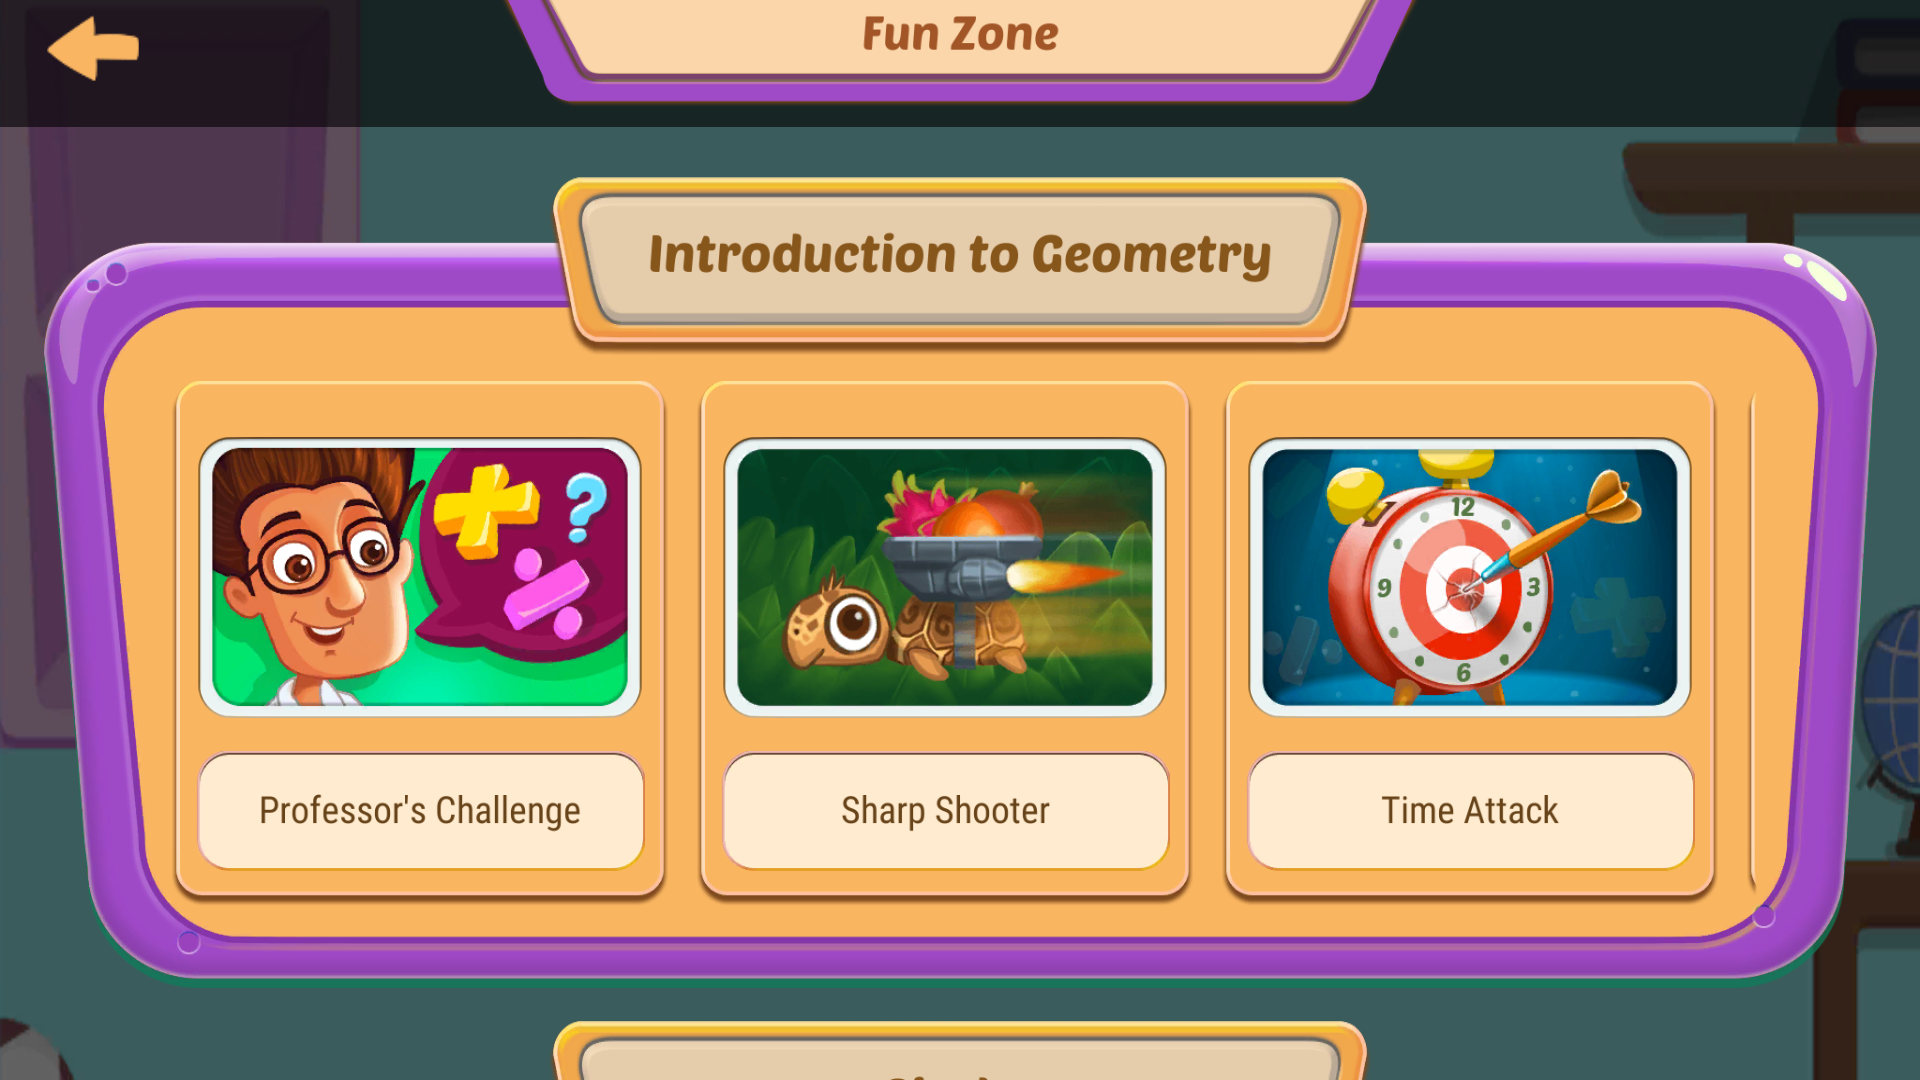 Fun Zone
Introduction to Geometry
?
12
9
3
6
Professor's Challenge
Sharp Shooter
Time Attack